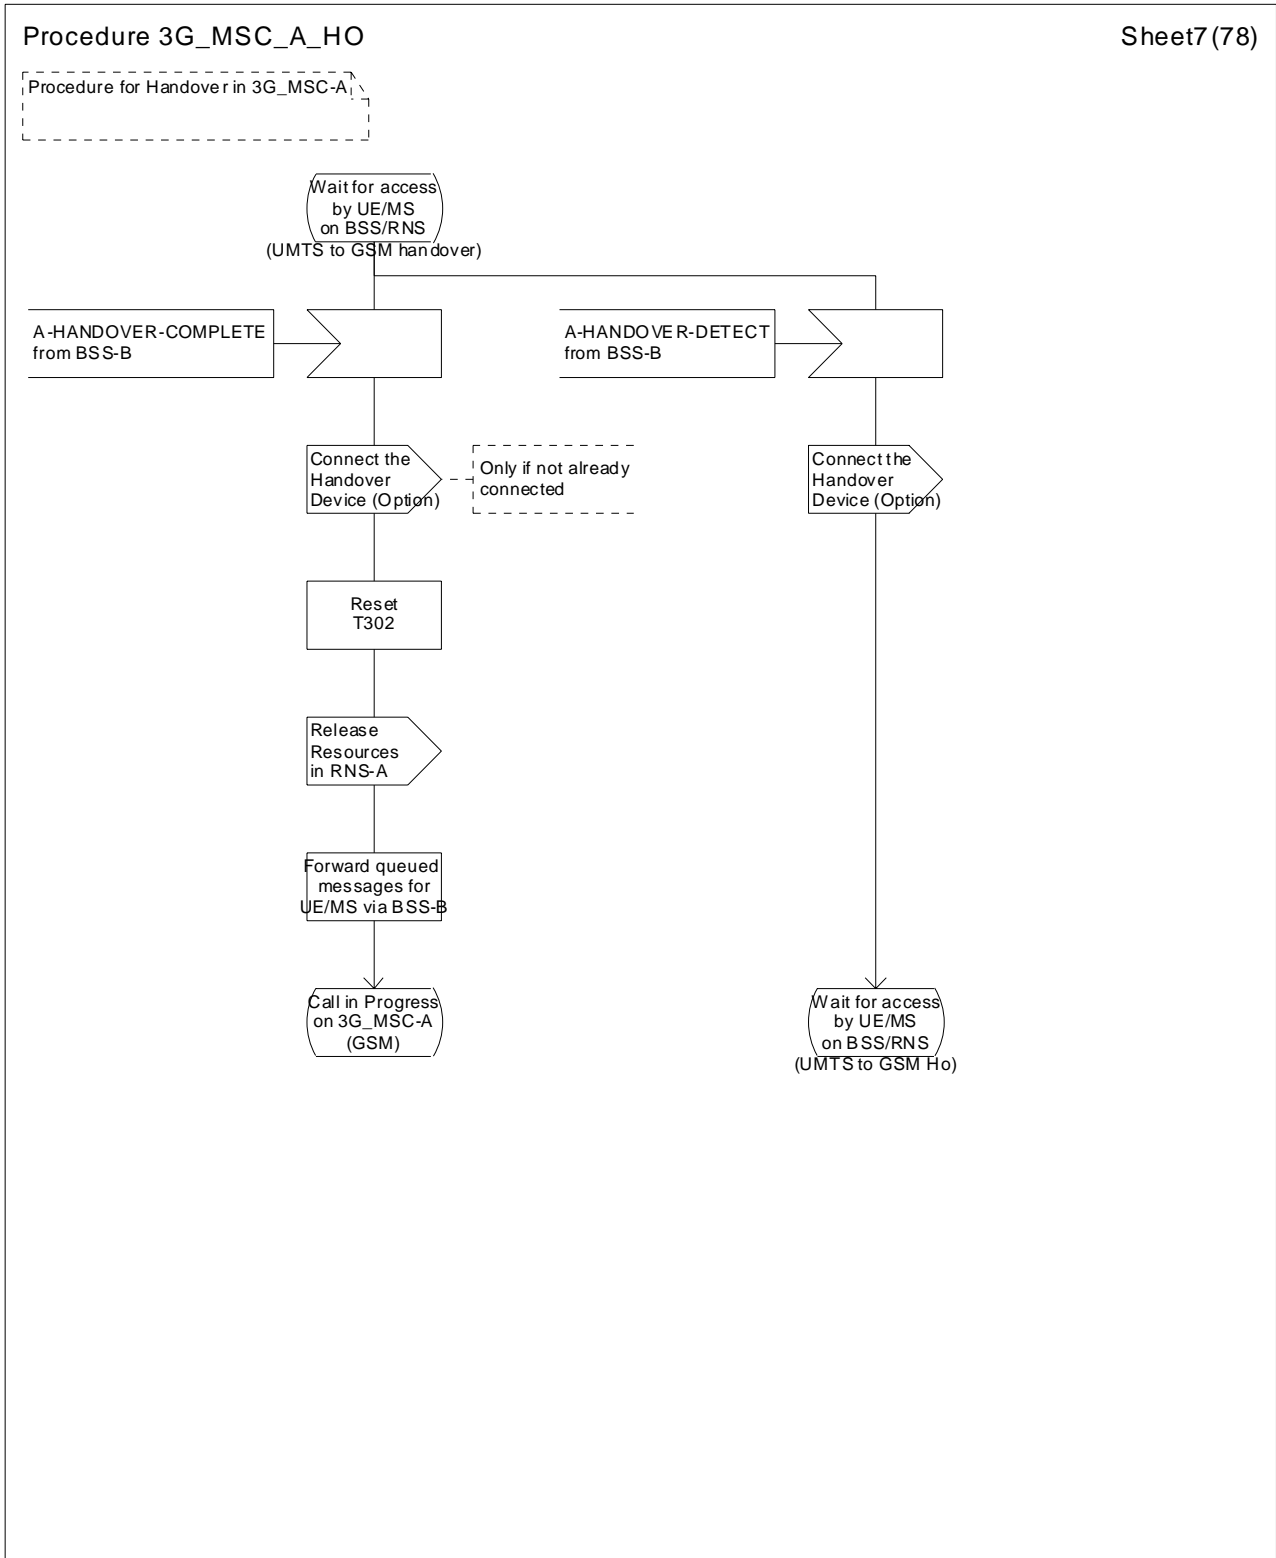 Procedure 3G_MSC_A_HO
Sheet7(78)
Procedure for Handover in 3G_MSC-A
Wait for access
by UE/MS
on BSS/RNS
(UMTS to GSM handover)
A-HANDOVER-COMPLETE
from BSS-B
A-HANDOVER-DETECT
from BSS-B
Connect the
Handover
Device (Option)
Only if not already
connected
Connect the
Handover
Device (Option)
Reset
T302
Release
Resources
in RNS-A
Forward queued
messages for
UE/MS via BSS-B
Call in Progress
on 3G_MSC-A
(GSM)
Wait for access
by UE/MS
on BSS/RNS
(UMTS to GSM Ho)